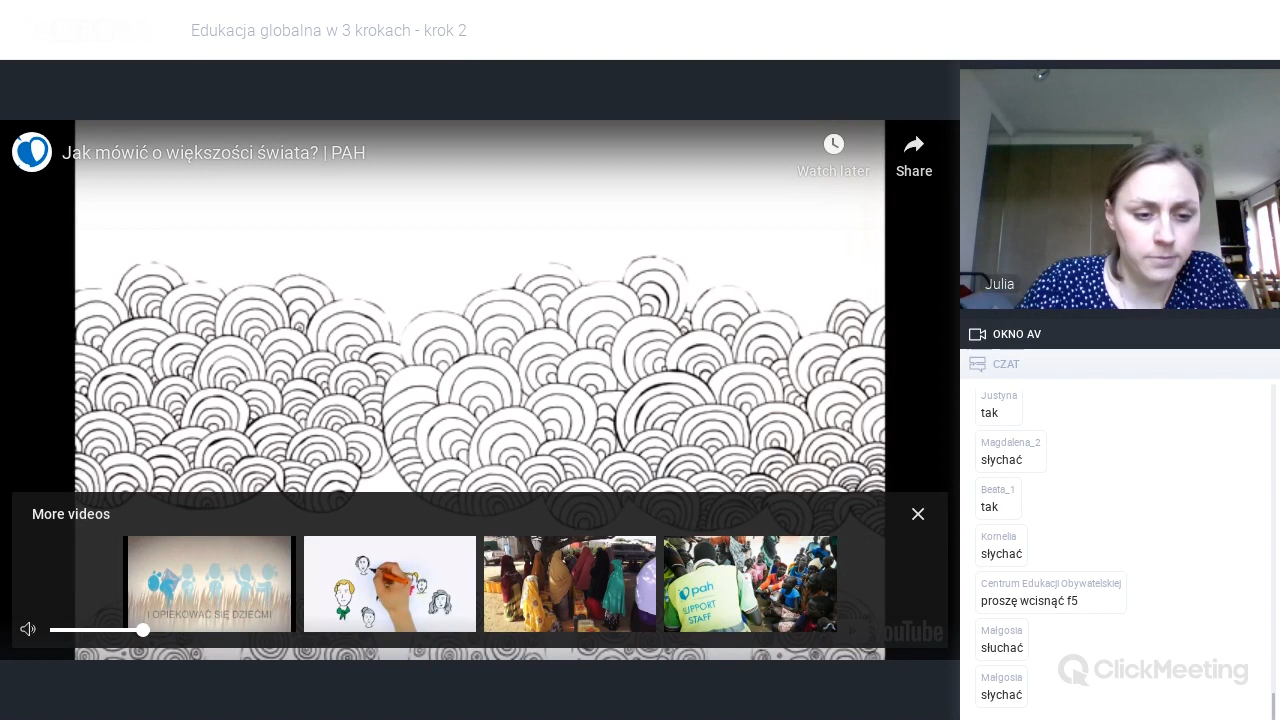 Edukacja globalna w 3 krokach - krok 2
Jak mówić o większości świata? | PAH
Watch later
Share
More videos
I OPIEKOWAĆ SIĘ DZIEĆMI
pah
SUPPORT
STAFF
YouTube
Julia
OKNO AV
CZAT
Justyna
tak
Magdalena_2
słychać
Beata_1
tak
Kornelia
słychać
Centrum Edukacji Obywatelskiej
proszę wcisnąć f5
Małgosia
słuchać
Małgosia
słychać
ClickMeeting